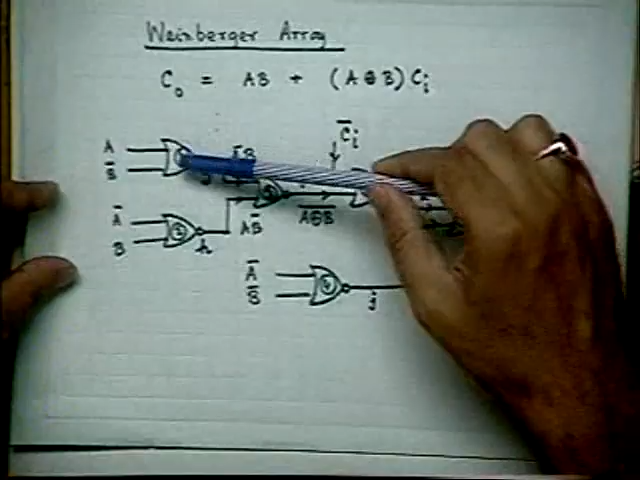 Weinberger Array
C₀ = AB + (A⊕B)Cᵢ
C̅ᵢ
A
B̅
A̅
B
h
AB̅
A̅⊕̅B̅
A̅
B̅
j